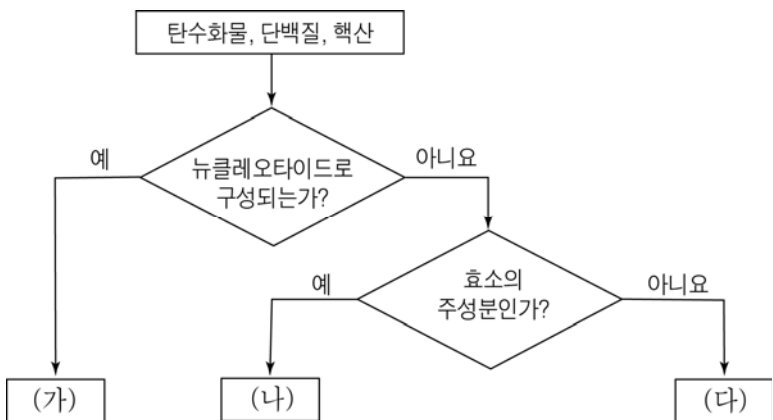 탄수화물, 단백질, 핵산
예
아니요
뉴클레오타이드로
구성되는가?
예
아니요
효소의
주성분인가?
(가)
(나)
(다)